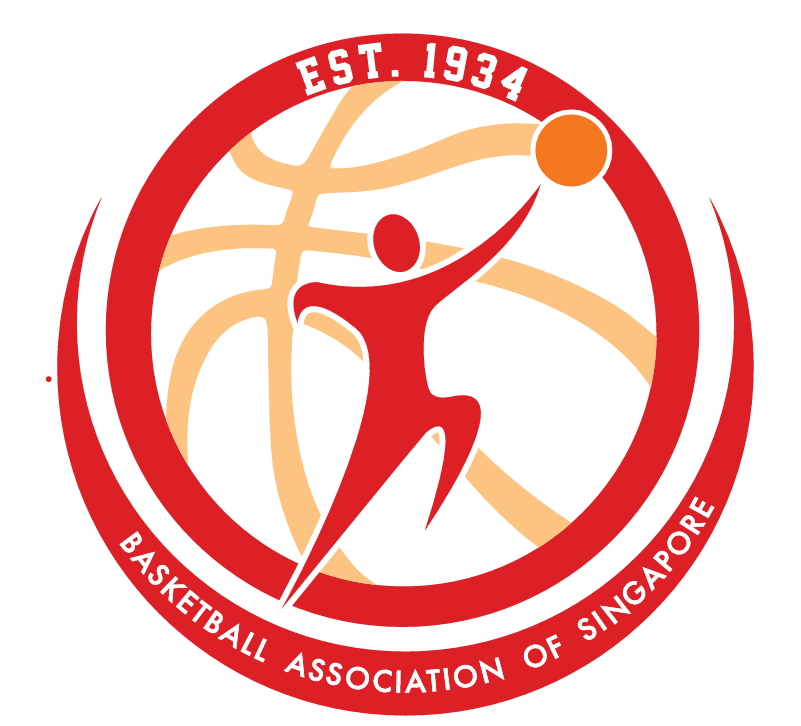 EST. 1934
BASKETBALL ASSOCIATION OF SINGAPORE